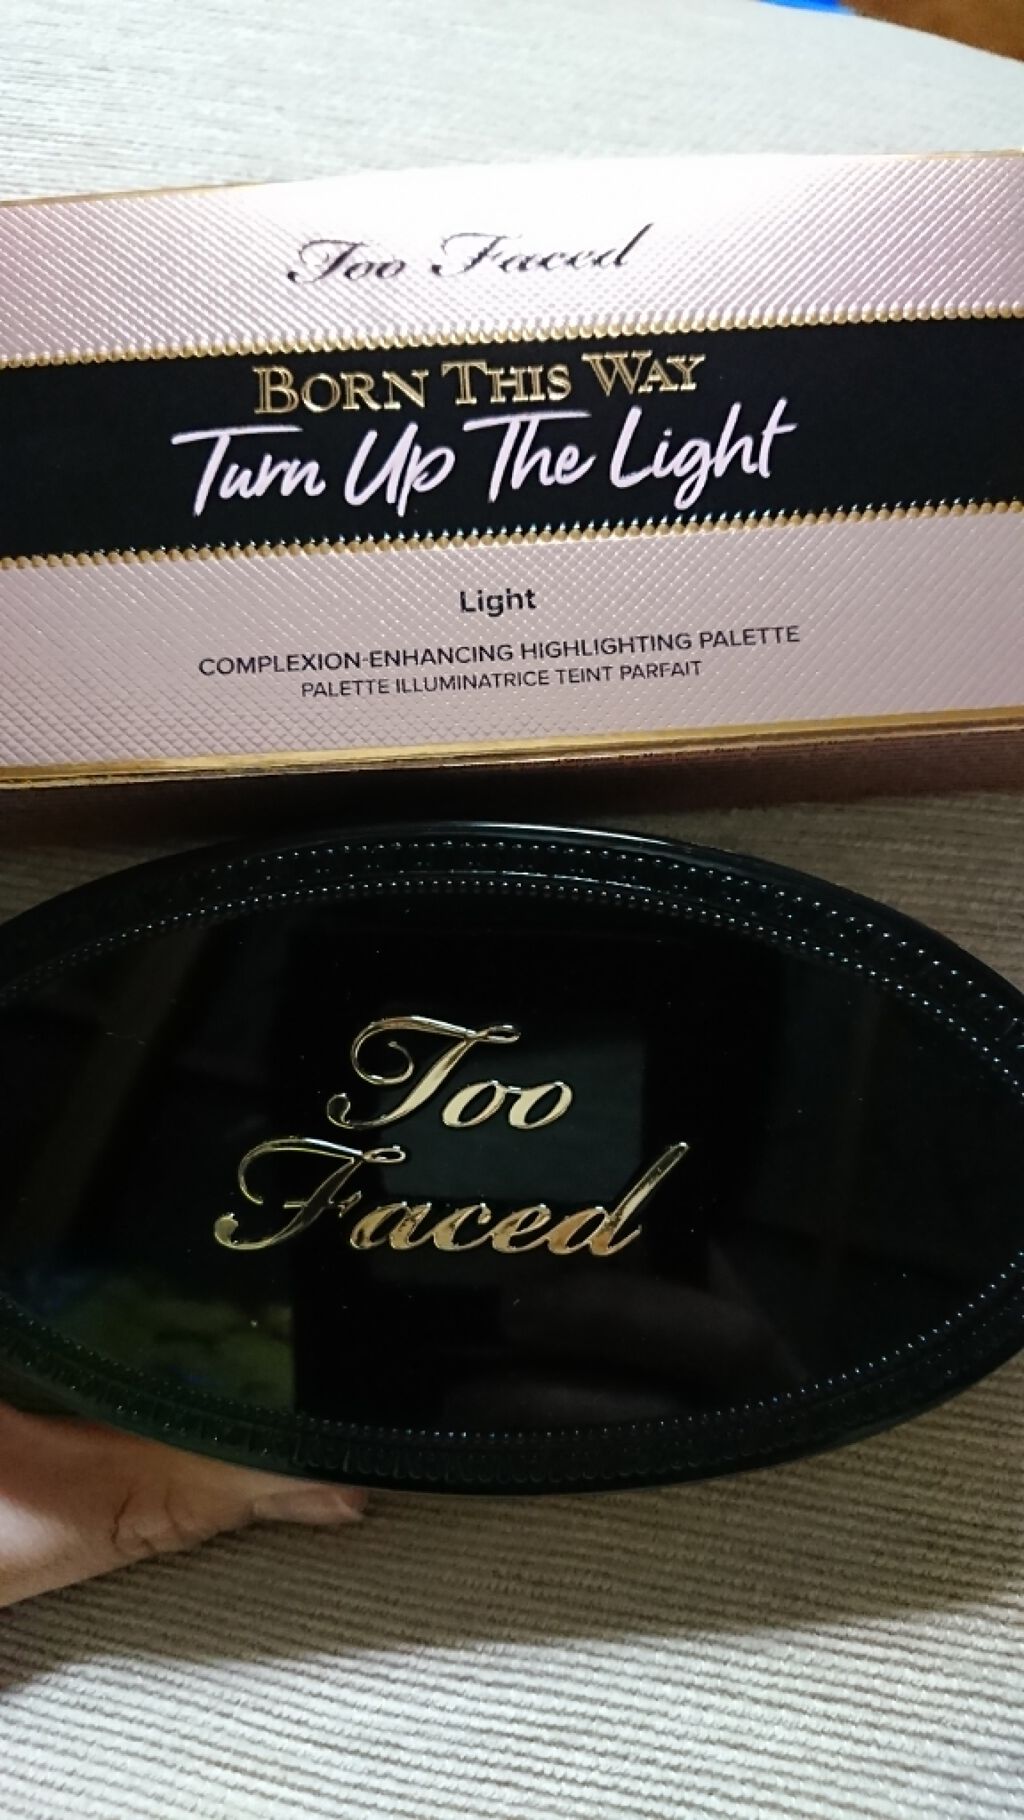 Too Faced
BORN THIS WAY
Turn Up The Light
Light
COMPLEXION-ENHANCING HIGHLIGHTING PALETTE
PALETTE ILLUMINATRICE TEINT PARFAIT
Too
Faced